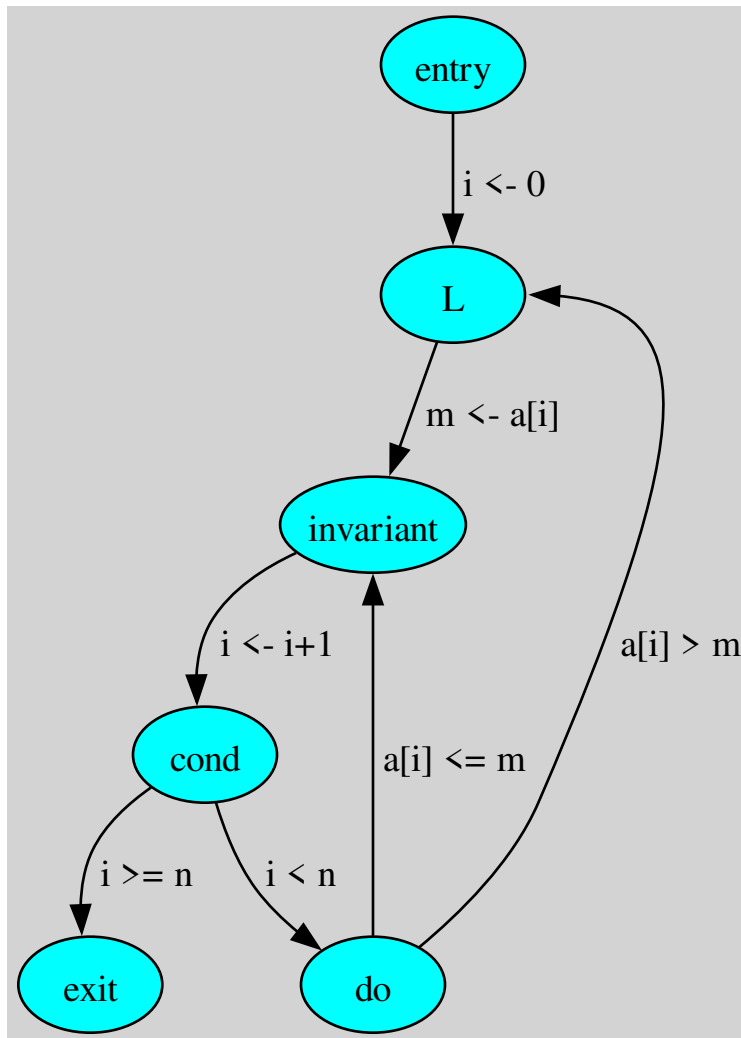 entry
i <- 0
L
m <- a[i]
invariant
i <- i+1
a[i] > m
cond
a[i] <= m
i >= n
i < n
exit
do